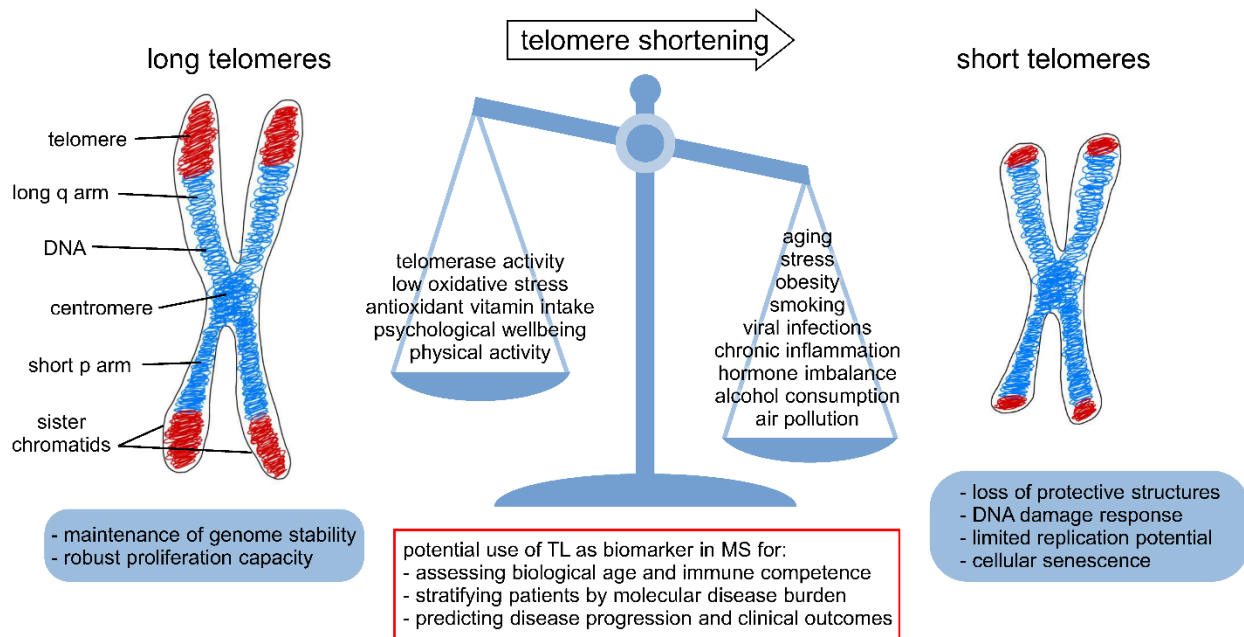 telomere shortening
long telomeres
short telomeres
telomere
long q arm
DNA
centromere
short p arm
sister
chromatids
telomerase activity
low oxidative stress
antioxidant vitamin intake
psychological wellbeing
physical activity
aging
stress
obesity
smoking
viral infections
chronic inflammation
hormone imbalance
alcohol consumption
air pollution
- maintenance of genome stability
- robust proliferation capacity
potential use of TL as biomarker in MS for:
- assessing biological age and immune competence
- stratifying patients by molecular disease burden
- predicting disease progression and clinical outcomes
- loss of protective structures
- DNA damage response
- limited replication potential
- cellular senescence